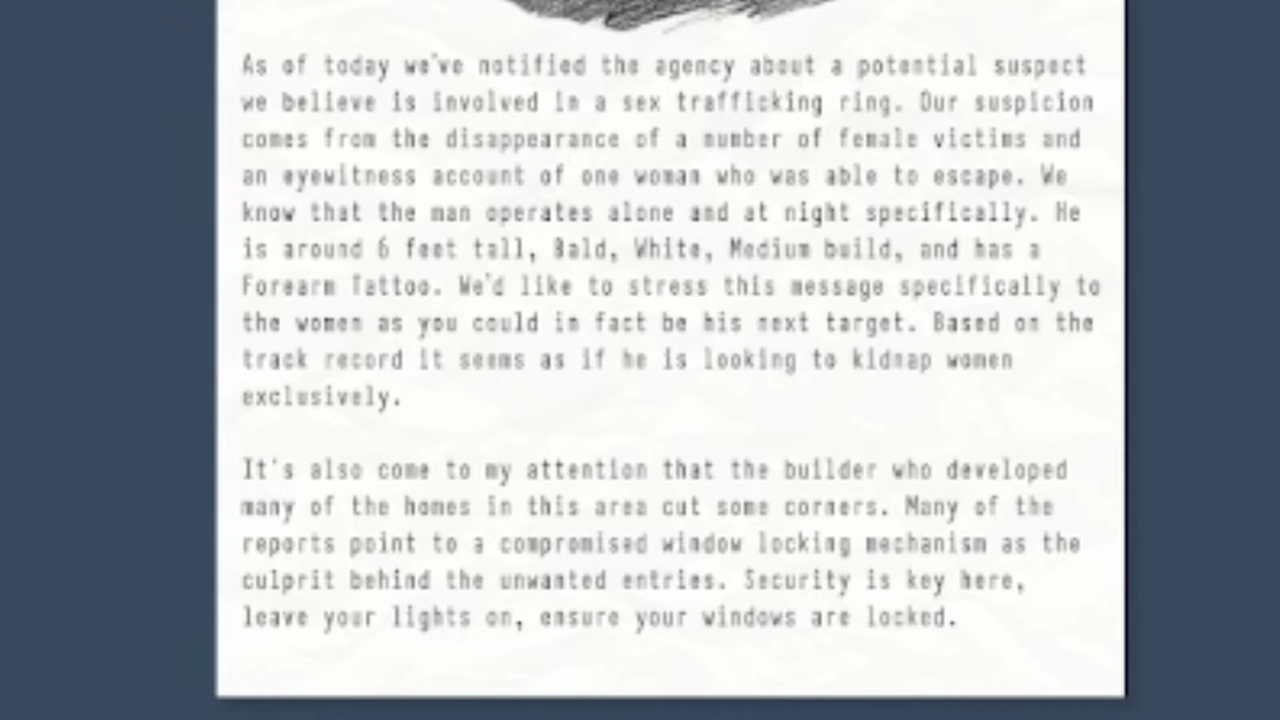 As of today we've notified the agency about a potential suspect
we believe is involved in a sex trafficking ring. Our suspicion
comes from the disappearance of a number of female victims and
an eyewitness account of one woman who was able to escape. We
know that the man operates alone and at night specifically. He
is around 6 feet tall, Bald, White, Medium build, and has a
Forearm Tattoo. We'd like to stress this message specifically to
the women as you could in fact be his next target. Based on the
track record it seems as if he is looking to kidnap women
exclusively.
It's also come to my attention that the builder who developed
many of the homes in this area cut some corners. Many of the
reports point to a compromised window locking mechanism as the
culprit behind the unwanted entries. Security is key here,
leave your lights on, ensure your windows are locked.